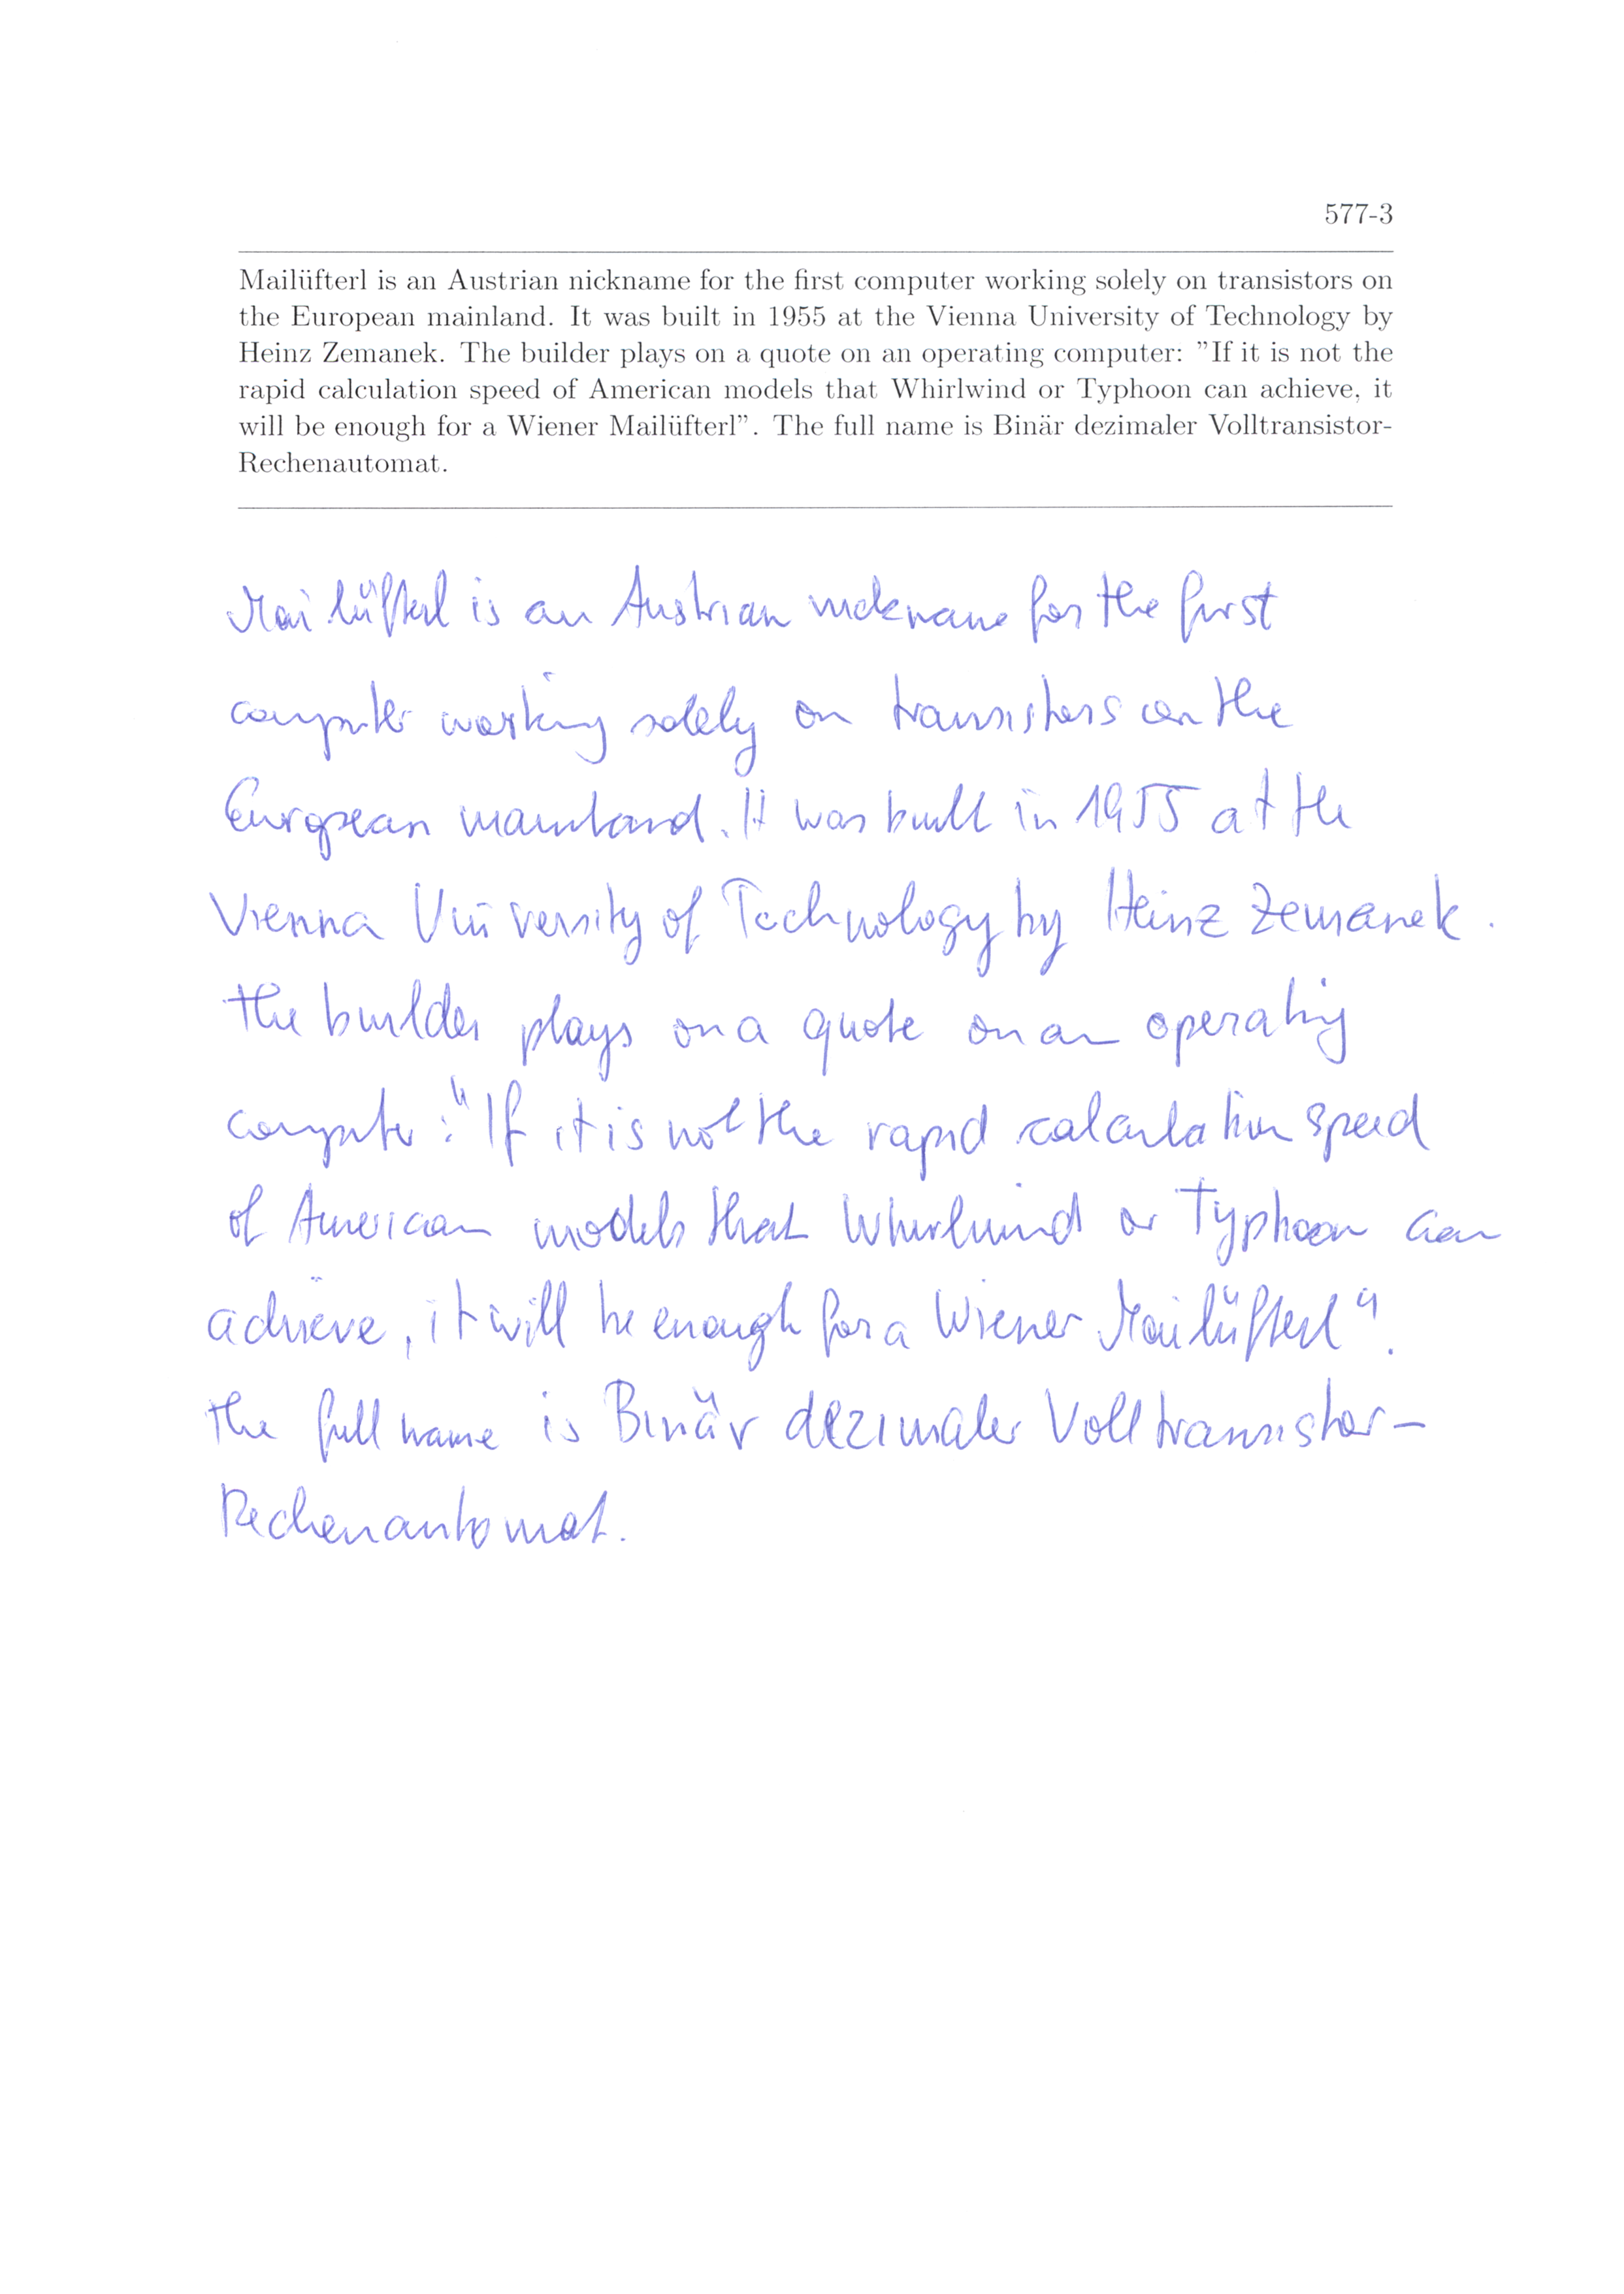 577-3
Mailüfterl is an Austrian nickname for the first computer working solely on transistors on
the European mainland. It was built in 1955 at the Vienna University of Technology by
Heinz Zemanek. The builder plays on a quote on an operating computer: "If it is not the
rapid calculation speed of American models that Whirlwind or Typhoon can achieve, it
will be enough for a Wiener Mailüfterl". The full name is Binär dezimaler Volltransistor-
Rechenautomat.
Mailüfterl is an Austrian nickname for the first
computer working solely on transistors on the
European mainland. It was built in 1955 at the
Vienna University of Technology by Heinz Zemanek.
the builder plays on a quote on an operating
computer: "If it is not the rapid calculation speed
of American models that Whirlwind or Typhoon can
achieve, it will be enough for a Wiener Mailüfterl".
the full name is Binär dezimaler Volltransistor-
Rechenautomat.